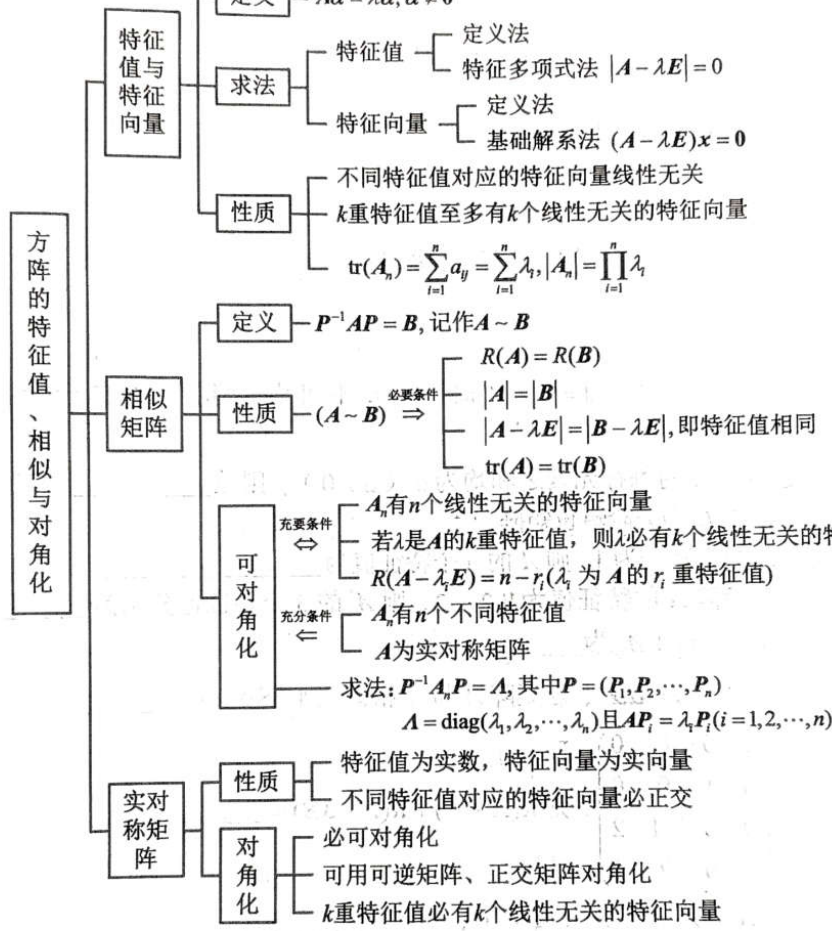 定义
Aα = λα, α ≠ 0
特征值与特征向量
求法
特征值
定义法
特征多项式法 |A − λE| = 0
特征向量
定义法
基础解系法 (A − λE)x = 0
性质
不同特征值对应的特征向量线性无关
k重特征值至多有k个线性无关的特征向量
tr(Aₙ) = ∑ⁿᵢ₌₁ aᵢⱼ = ∑ⁿᵢ₌₁ λᵢ, |Aₙ| = ∏ⁿᵢ₌₁ λᵢ
方阵的特征值、相似与对角化
相似矩阵
定义
P⁻¹AP = B, 记作A ~ B
性质
(A ~ B) 必要条件 ⇒
R(A) = R(B)
|A| = |B|
|A − λE| = |B − λE|, 即特征值相同
tr(A) = tr(B)
可对角化
充要条件 ⇔
Aₙ有n个线性无关的特征向量
若λ是A的k重特征值，则λ必有k个线性无关的特
R(A − λᵢE) = n − rᵢ(λᵢ 为 A 的 rᵢ 重特征值)
充分条件 ⇐
Aₙ有n个不同特征值
A为实对称矩阵
求法: P⁻¹AₙP = Λ, 其中P = (P₁, P₂, ⋯, Pₙ)
Λ = diag(λ₁, λ₂, ⋯, λₙ)且APᵢ = λᵢPᵢ(i = 1, 2, ⋯, n)
实对称矩阵
性质
特征值为实数，特征向量为实向量
不同特征值对应的特征向量必正交
对角化
必可对角化
可用可逆矩阵、正交矩阵对角化
k重特征值必有k个线性无关的特征向量